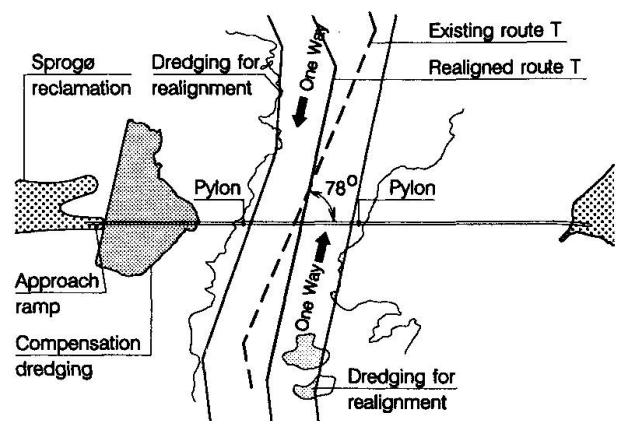 Existing route T
Realigned route T
Sprogø
reclamation
Dredging for
realignment
One Way
Pylon
78°
Pylon
Approach
ramp
One Way
Compensation
dredging
Dredging for
realignment